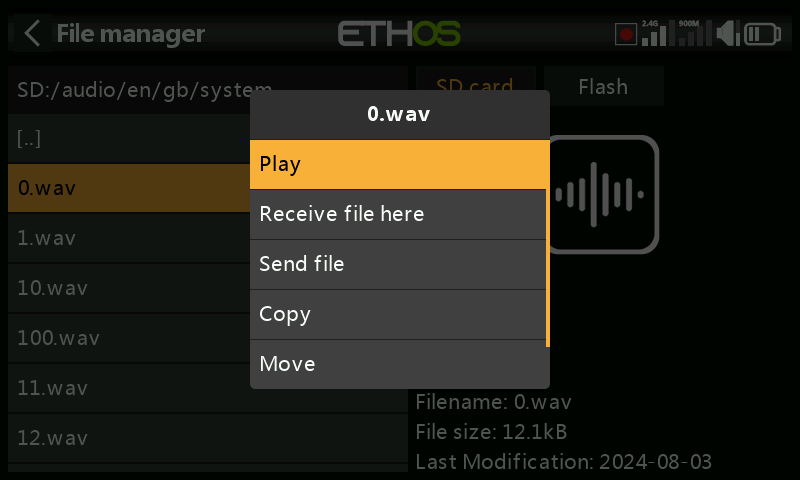 File manager
ETHOS
2.4G
900M
SD:/audio/en/gb/system
SD card
Flash
[..]
0.wav
1.wav
10.wav
100.wav
11.wav
12.wav
0.wav
Play
Receive file here
Send file
Copy
Move
Filename: 0.wav
File size: 12.1kB
Last Modification: 2024-08-03